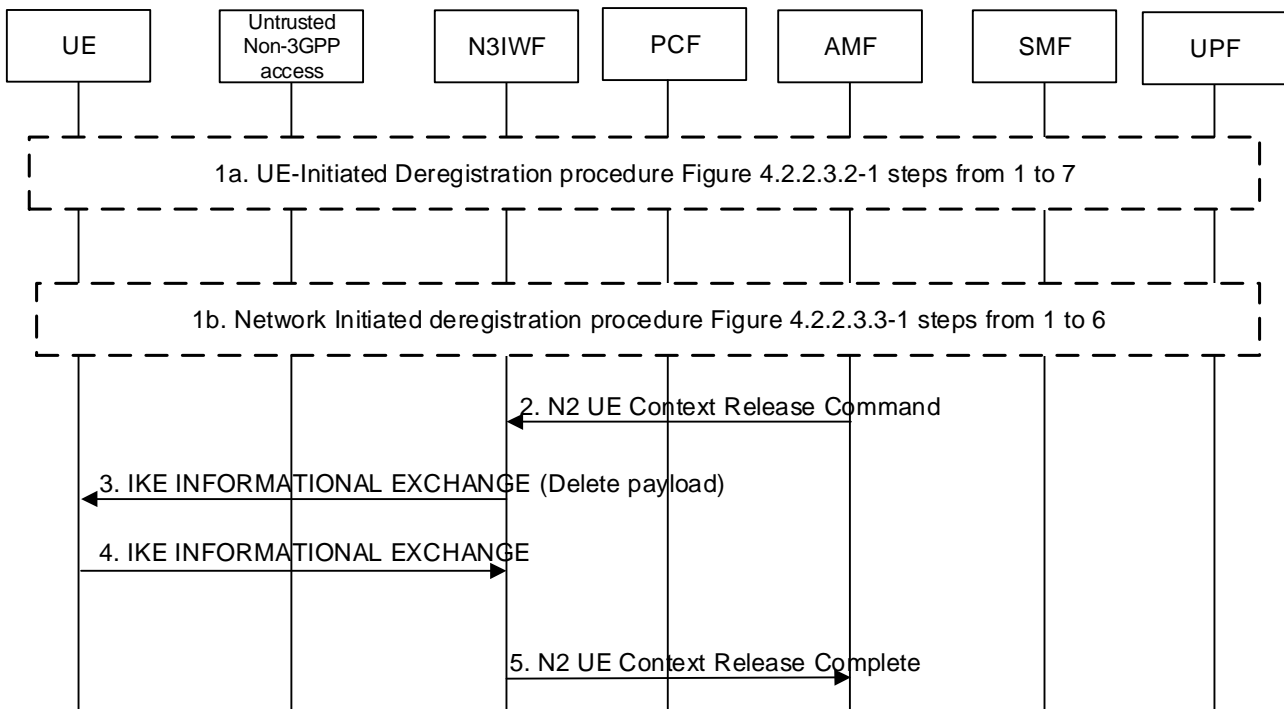 UE
Untrusted
Non-3GPP
access
N3IWF
PCF
AMF
SMF
UPF
1a. UE-Initiated Deregistration procedure Figure 4.2.2.3.2-1 steps from 1 to 7
1b. Network Initiated deregistration procedure Figure 4.2.2.3.3-1 steps from 1 to 6
2. N2 UE Context Release Command
3. IKE INFORMATIONAL EXCHANGE (Delete payload)
4. IKE INFORMATIONAL EXCHANGE
5. N2 UE Context Release Complete